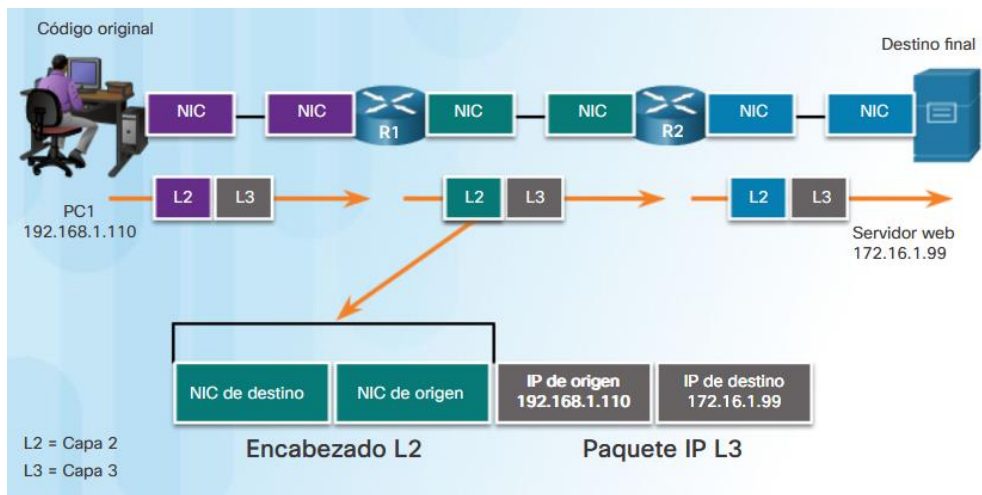 Código original
Destino final
NIC
NIC
R1
NIC
NIC
R2
NIC
NIC
L2
L3
L2
L3
L2
L3
PC1
192.168.1.110
Servidor web
172.16.1.99
NIC de destino
NIC de origen
IP de origen
192.168.1.110
IP de destino
172.16.1.99
Encabezado L2
Paquete IP L3
L2 = Capa 2
L3 = Capa 3